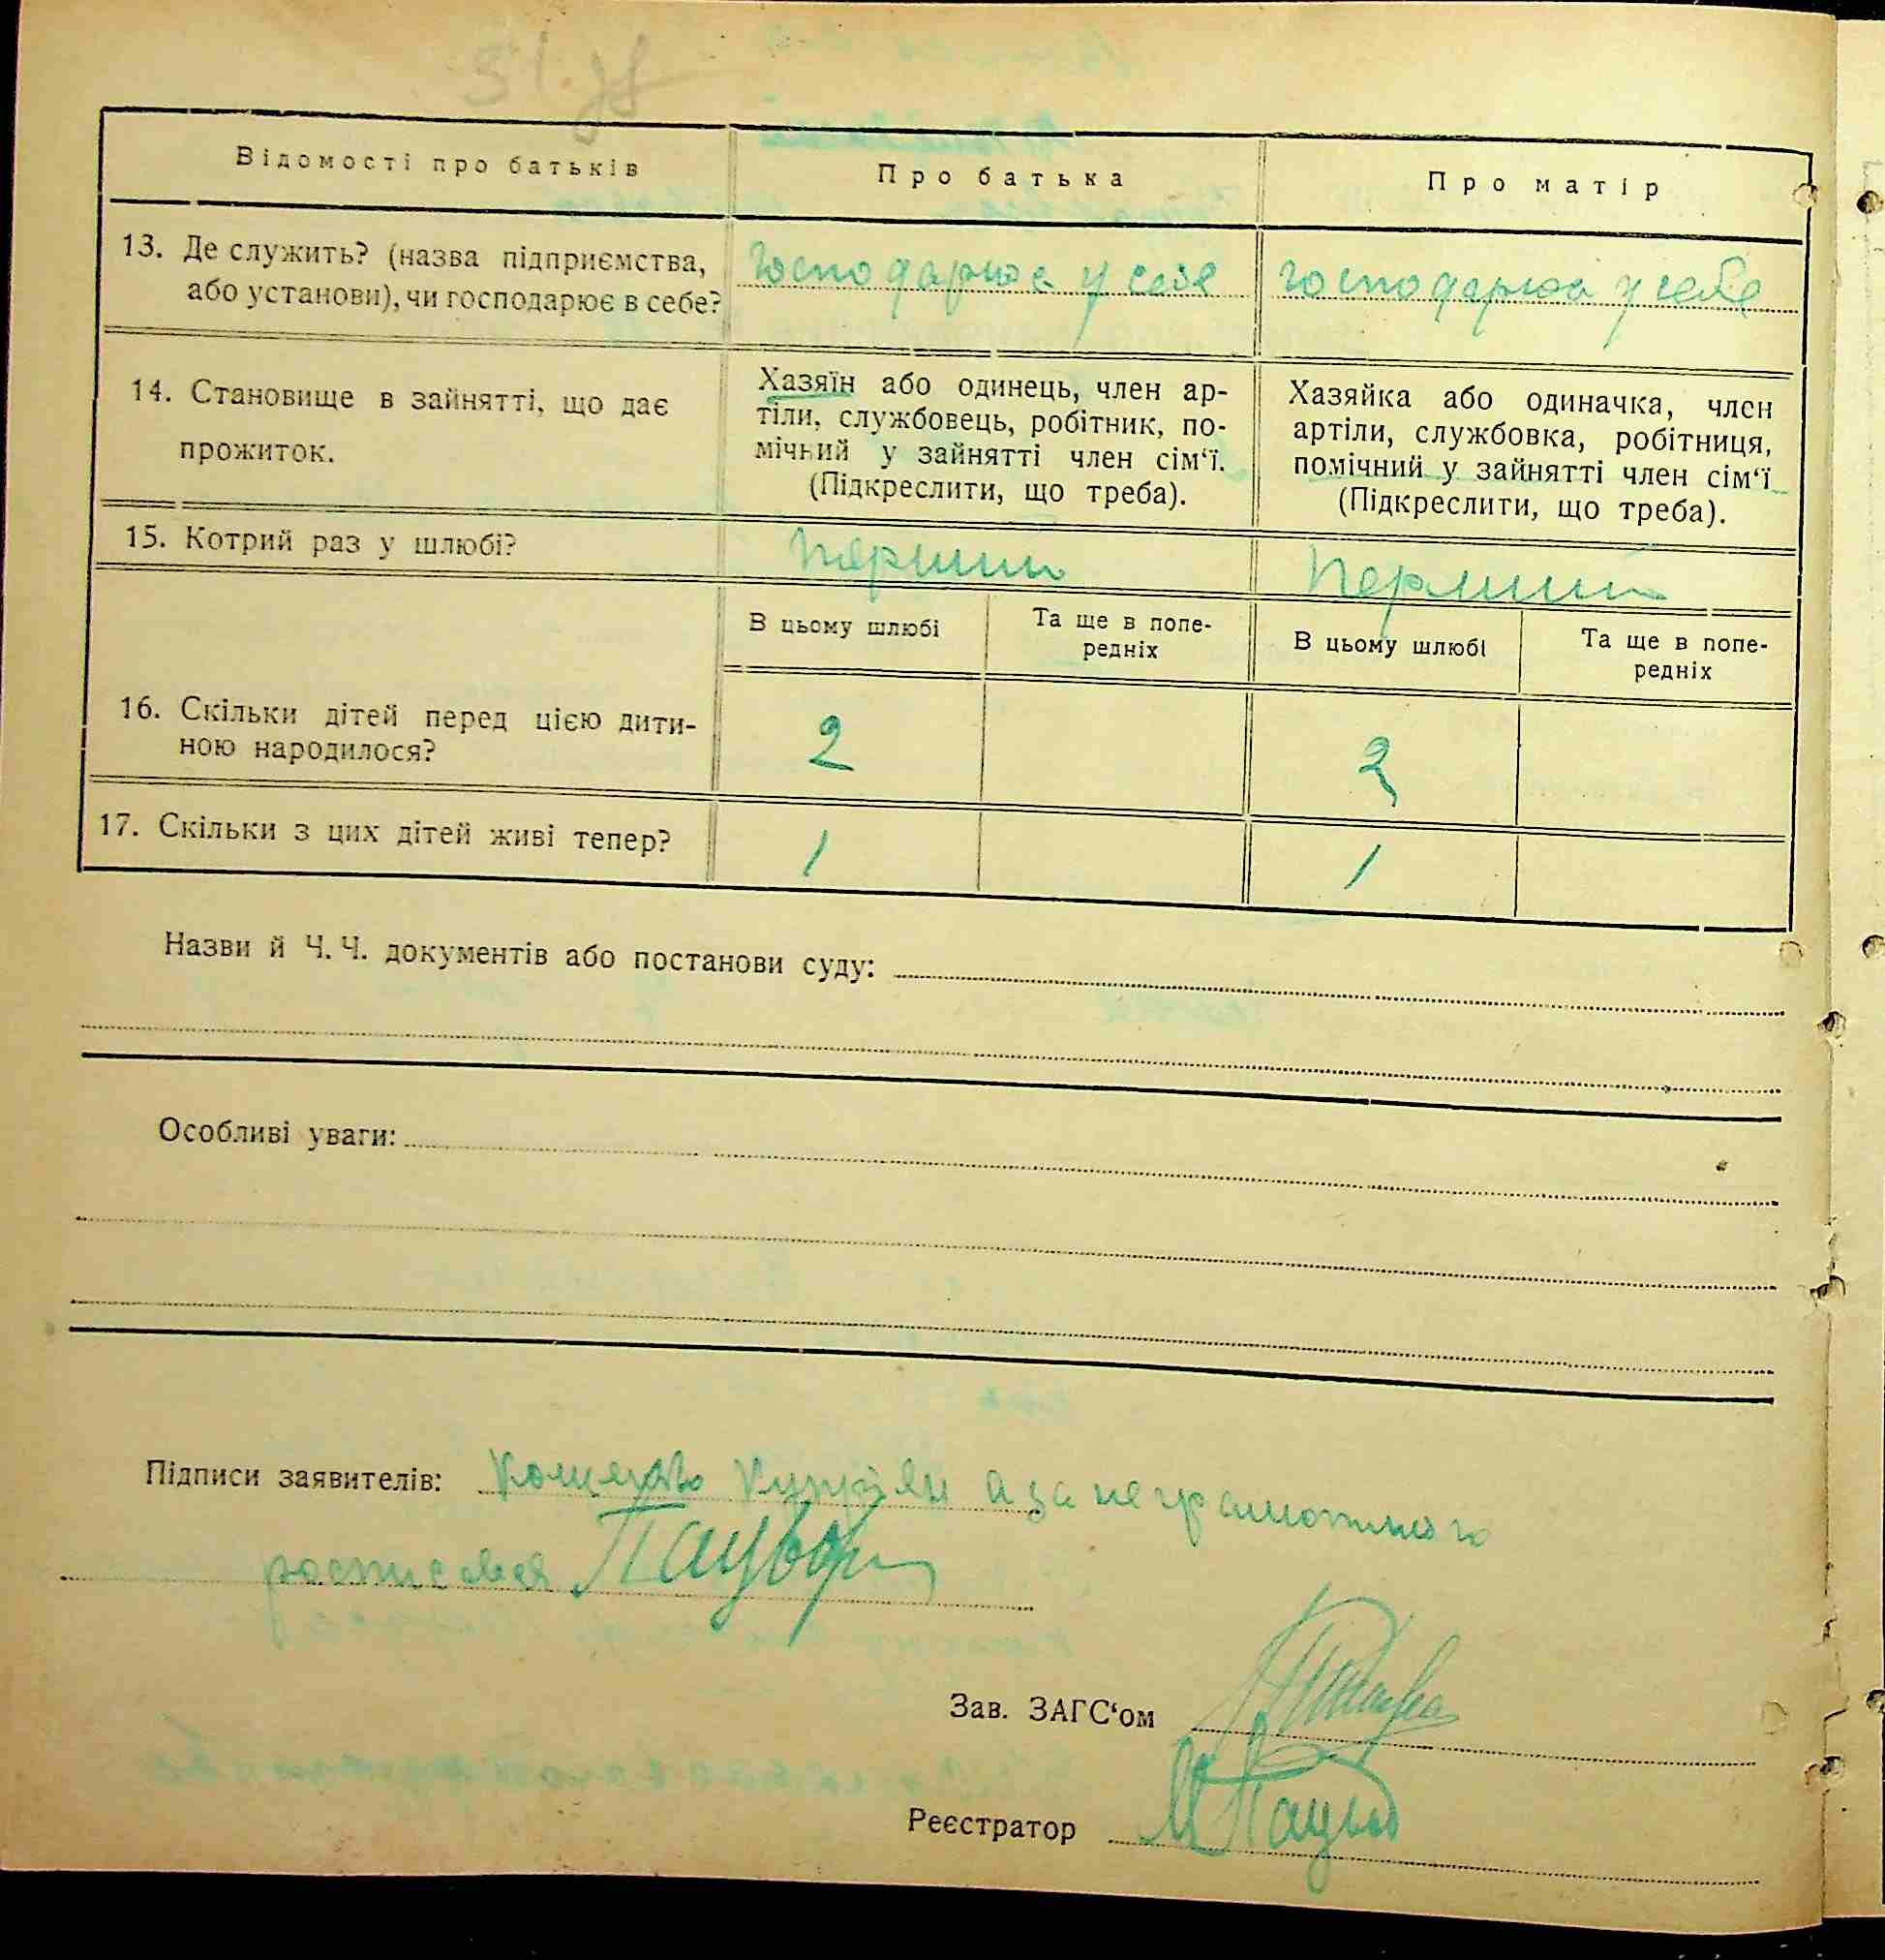 Відомості про батьків
Про батька
Про матір
13. Де служить? (назва підприємства,
або установи), чи господарює в себе?
господарює у себе
господарює у себе
14. Становище в зайнятті, що дає
прожиток.
Хазяїн або одинець, член ар-
тіли, службовець, робітник, по-
мічний у зайнятті член сім'ї.
(Підкреслити, що треба).
Хазяйка або одиначка, член
артіли, службовка, робітниця,
помічний у зайнятті член сім'ї
(Підкреслити, що треба).
15. Котрий раз у шлюбі?
перший
перший
В цьому шлюбі
Та ще в попе-
редніх
В цьому шлюбі
Та ще в попе-
редніх
16. Скільки дітей перед цією дити-
ною народилося?
2
2
17. Скільки з цих дітей живі тепер?
1
1
Назви й Ч. Ч. документів або постанови суду:
Особливі уваги:
Підписи заявителів: а за неграмотного
росписався
Зав. ЗАГС'ом
Реєстратор